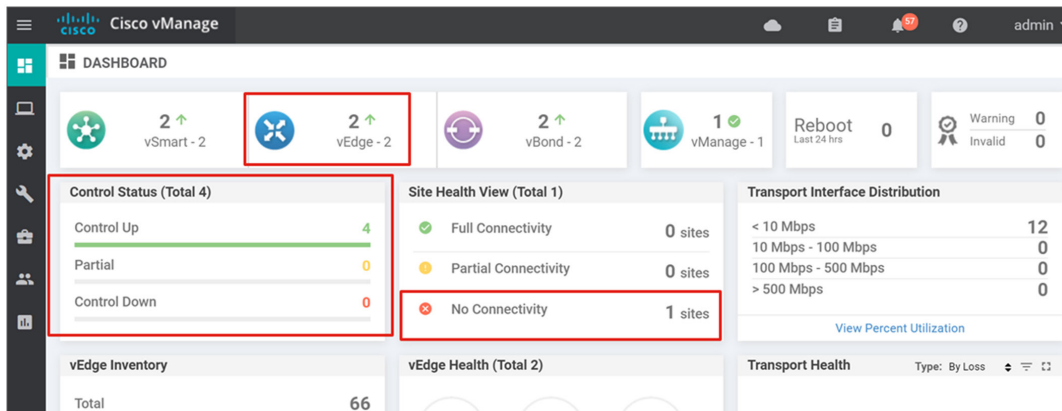 cisco Cisco vManage 57 admin
DASHBOARD
2
vSmart - 2
2
vEdge - 2
2
vBond - 2
1
vManage - 1
Reboot 0
Last 24 hrs
Warning 0
Invalid 0
Control Status (Total 4)
Control Up 4
Partial 0
Control Down 0
Site Health View (Total 1)
Full Connectivity 0 sites
Partial Connectivity 0 sites
No Connectivity 1 sites
Transport Interface Distribution
< 10 Mbps 12
10 Mbps - 100 Mbps 0
100 Mbps - 500 Mbps 0
> 500 Mbps 0
View Percent Utilization
vEdge Inventory
Total 66
vEdge Health (Total 2)
Transport Health Type: By Loss